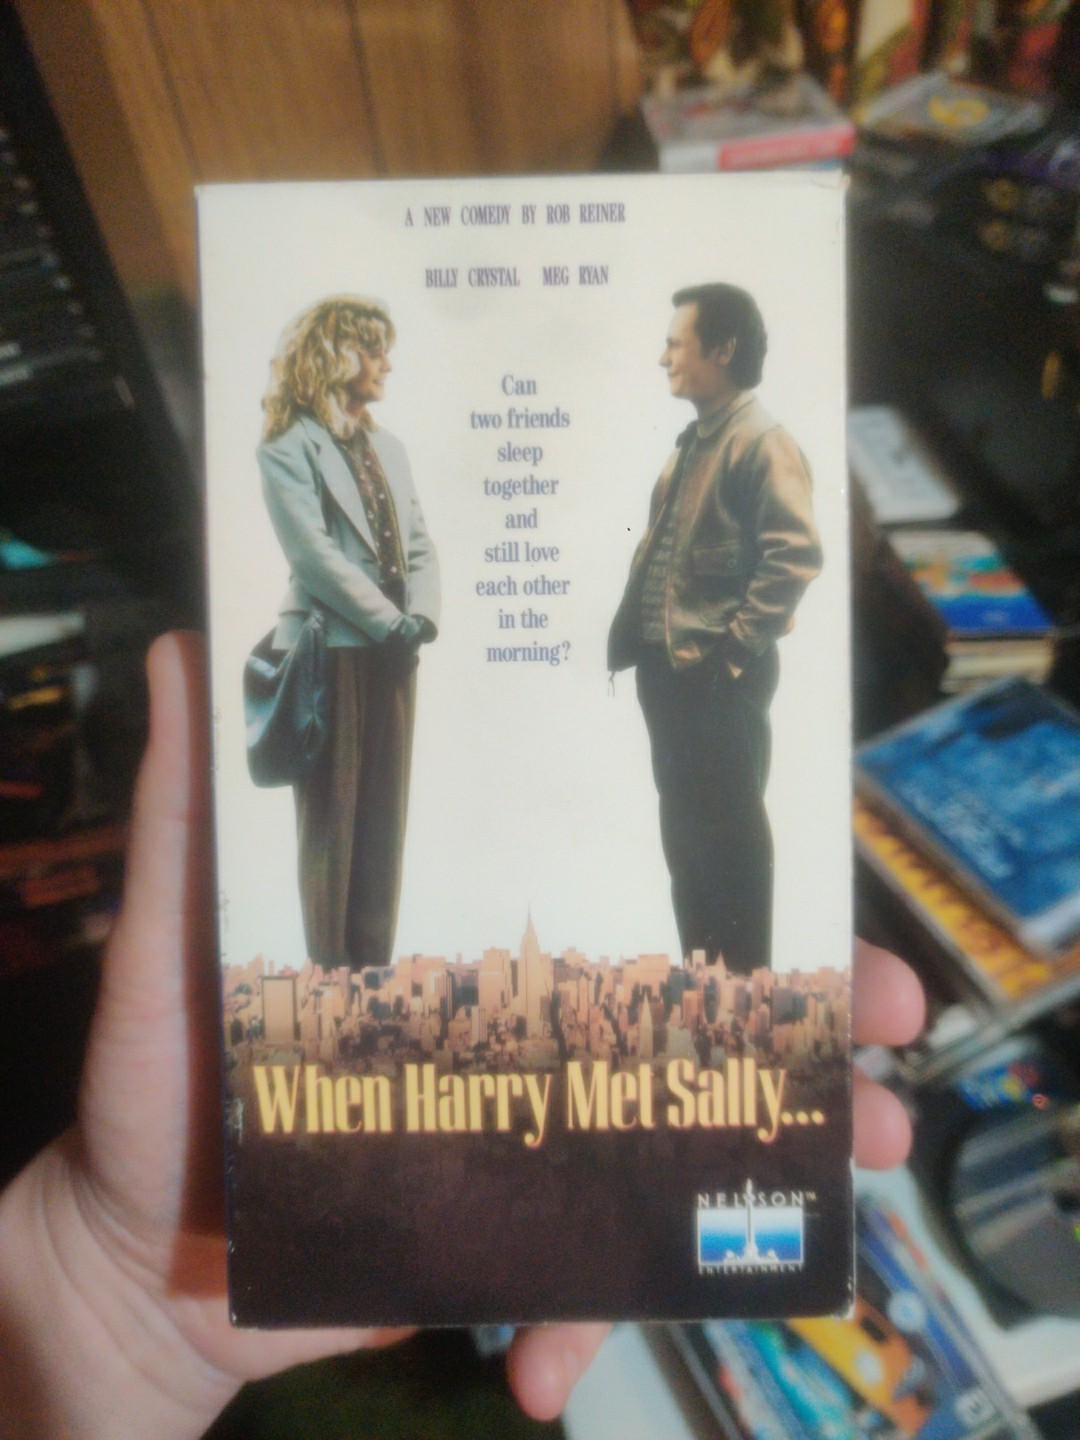 A NEW COMEDY BY ROB REINER
BILLY CRYSTAL MEG RYAN
Can
two friends
sleep
together
and
still love
each other
in the
morning?
When Harry Met Sally...
NELSON™
ENTERTAINMENT